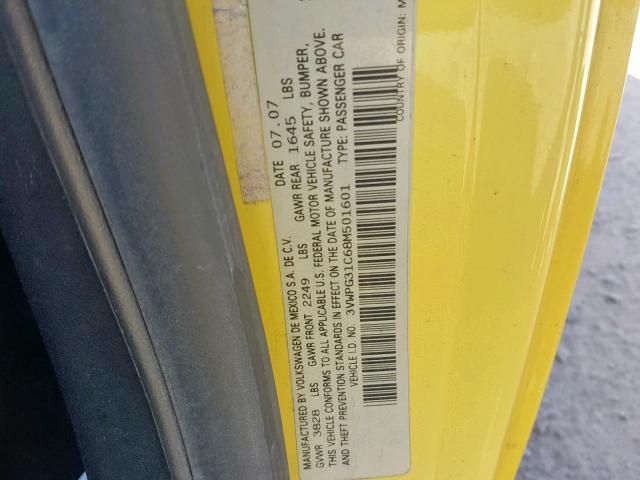 MANUFACTURED BY VOLKSWAGEN DE MEXICO S.A. DE C.V. DATE 07.07
GVWR 3828 LBS GAWR FRONT 2249 LBS GAWR REAR 1645 LBS
THIS VEHICLE CONFORMS TO ALL APPLICABLE U.S. FEDERAL MOTOR VEHICLE SAFETY, BUMPER,
AND THEFT PREVENTION STANDARDS IN EFFECT ON THE DATE OF MANUFACTURE SHOWN ABOVE.
VEHICLE I.D. NO. 3VWPG31C68M501601 TYPE: PASSENGER CAR
COUNTRY OF ORIGIN: M